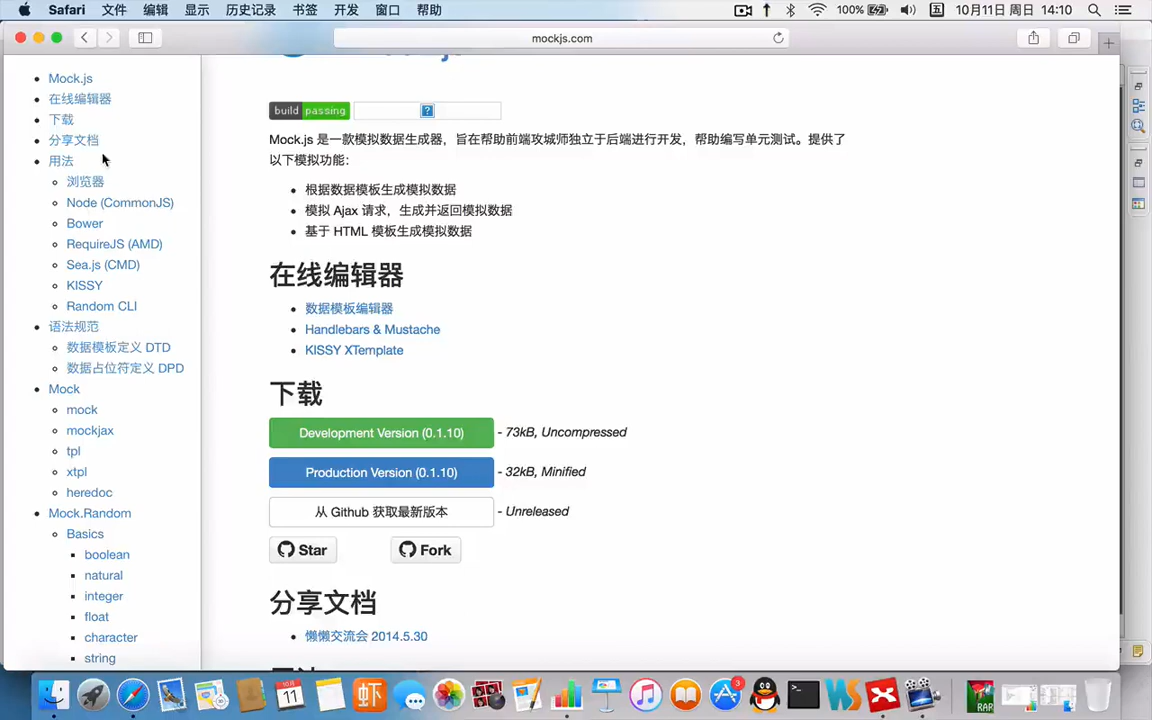 Safari 文件 编辑 显示 历史记录 书签 开发 窗口 帮助 100% 五 10月11日 周日 14:10
mockjs.com
Mock.js
在线编辑器
下载
分享文档
用法
浏览器
Node (CommonJS)
Bower
RequireJS (AMD)
Sea.js (CMD)
KISSY
Random CLI
语法规范
数据模板定义 DTD
数据占位符定义 DPD
Mock
mock
mockjax
tpl
xtpl
heredoc
Mock.Random
Basics
boolean
natural
integer
float
character
string
build passing ?
Mock.js 是一款模拟数据生成器，旨在帮助前端攻城师独立于后端进行开发，帮助编写单元测试。提供了
以下模拟功能：
根据数据模板生成模拟数据
模拟 Ajax 请求，生成并返回模拟数据
基于 HTML 模板生成模拟数据
在线编辑器
数据模板编辑器
Handlebars & Mustache
KISSY XTemplate
下载
Development Version (0.1.10) - 73kB, Uncompressed
Production Version (0.1.10) - 32kB, Minified
从 Github 获取最新版本 - Unreleased
Star Fork
分享文档
懒懒交流会 2014.5.30
11 虾 3 WS RAR